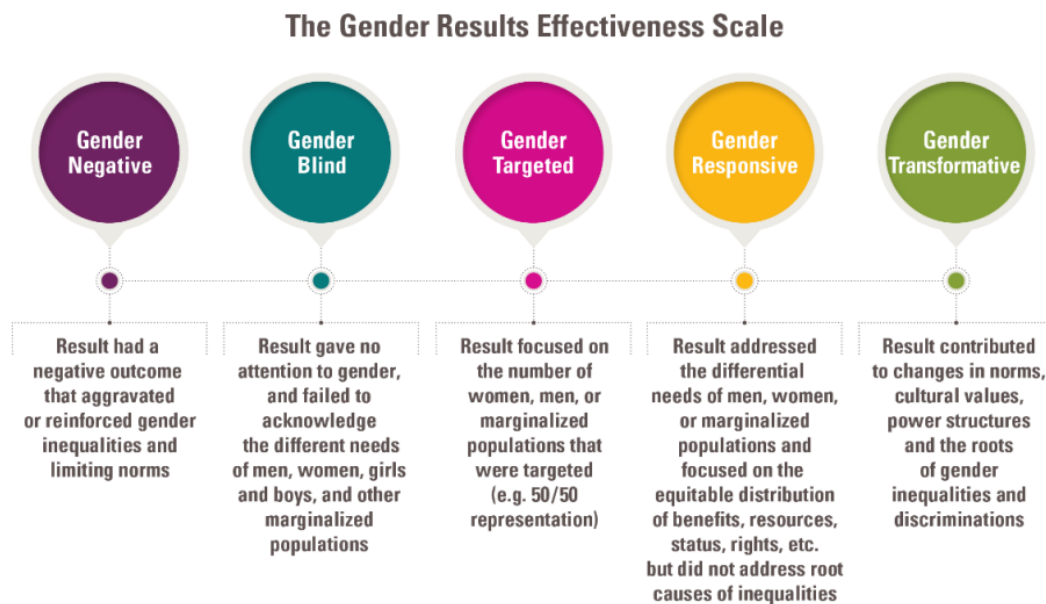 The Gender Results Effectiveness Scale
Gender
Negative
Gender
Blind
Gender
Targeted
Gender
Responsive
Gender
Transformative
Result had a
negative outcome
that aggravated
or reinforced gender
inequalities and
limiting norms
Result gave no
attention to gender,
and failed to
acknowledge
the different needs
of men, women, girls
and boys, and other
marginalized
populations
Result focused on
the number of
women, men, or
marginalized
populations that
were targeted
(e.g. 50/50
representation)
Result addressed
the differential
needs of men, women,
or marginalized
populations and
focused on the
equitable distribution
of benefits, resources,
status, rights, etc.
but did not address root
causes of inequalities
Result contributed
to changes in norms,
cultural values,
power structures
and the roots
of gender
inequalities and
discriminations